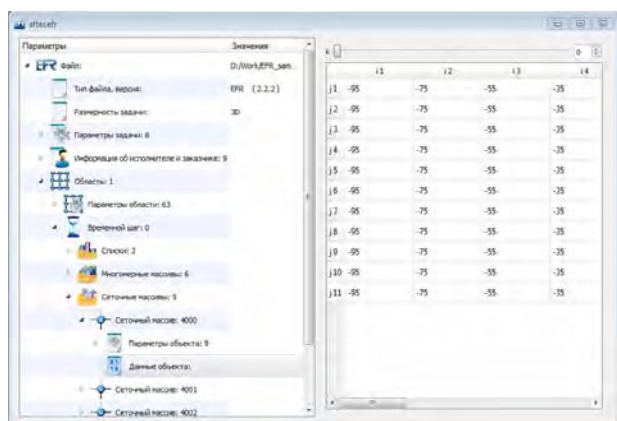 aftesefr
Параметры Значения
EFR Файл: D:/Work/EFR_sam...
Тип файла, версия: EFR (2.2.2)
Размерность задачи: 3D
Параметры задачи: 8
Информация об исполнителе и заказчике: 9
Области: 1
Параметры области: 63
Временной шаг: 0
Списки: 2
Многомерные массивы: 6
Сеточные массивы: 5
Сеточный массив: 4000
Параметры объекта: 9
Данные объекта:
Сеточный массив: 4001
Сеточный массив: 4002
K 0
i1 i2 i3 i4
j1 -95 -75 -55 -35
j2 -95 -75 -55 -35
j3 -95 -75 -55 -35
j4 -95 -75 -55 -35
j5 -95 -75 -55 -35
j6 -95 -75 -55 -35
j7 -95 -75 -55 -35
j8 -95 -75 -55 -35
j9 -95 -75 -55 -35
j10 -95 -75 -55 -35
j11 -95 -75 -55 -35